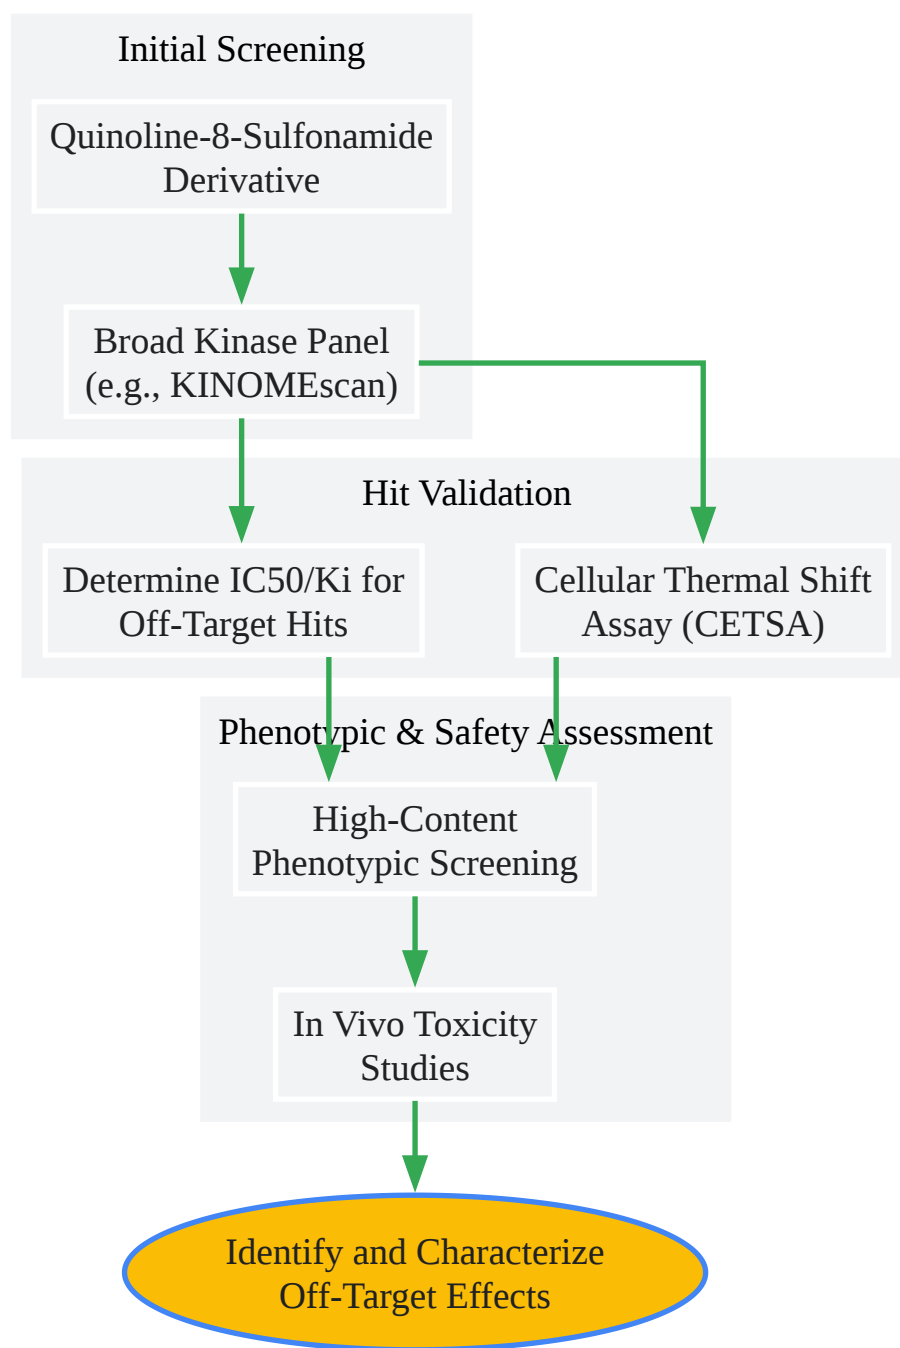 Initial Screening
Quinoline-8-Sulfonamide
Derivative
Broad Kinase Panel
(e.g., KINOMEscan)
Hit Validation
Determine IC50/Ki for
Off-Target Hits
Cellular Thermal Shift
Assay (CETSA)
Phenotypic & Safety Assessment
High-Content
Phenotypic Screening
In Vivo Toxicity
Studies
Identify and Characterize
Off-Target Effects